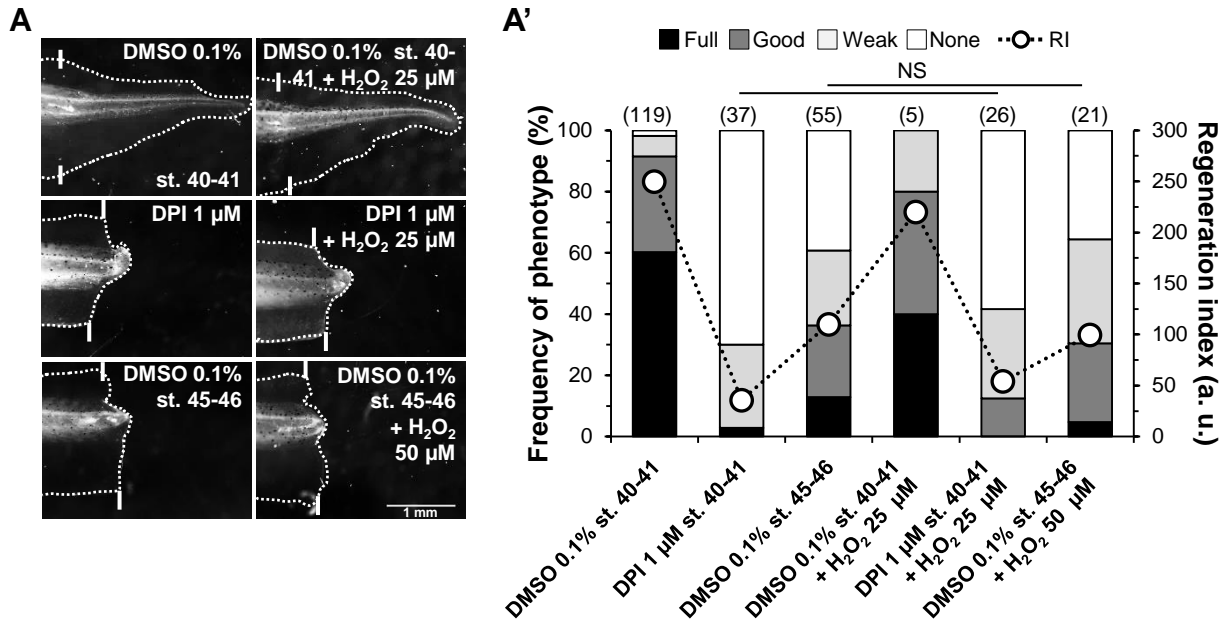 A
DMSO 0.1%
st. 40-41
DMSO 0.1% st. 40-
41 + H₂O₂ 25 µM
DPI 1 µM
DPI 1 µM
+ H₂O₂ 25 µM
DMSO 0.1%
st. 45-46
DMSO 0.1%
st. 45-46
+ H₂O₂
50 µM
1 mm
A'
Full Good Weak None RI
NS
(119) (37) (55) (5) (26) (21)
Frequency of phenotype (%)
100
80
60
40
20
0
300
250
200
150
100
50
0
Regeneration index (a. u.)
DMSO 0.1% st. 40-41
DPI 1 µM st. 40-41
DMSO 0.1% st. 45-46
DMSO 0.1% st. 40-41
+ H₂O₂ 25 µM
DPI 1 µM st. 40-41
+ H₂O₂ 25 µM
DMSO 0.1% st. 45-46
+ H₂O₂ 50 µM